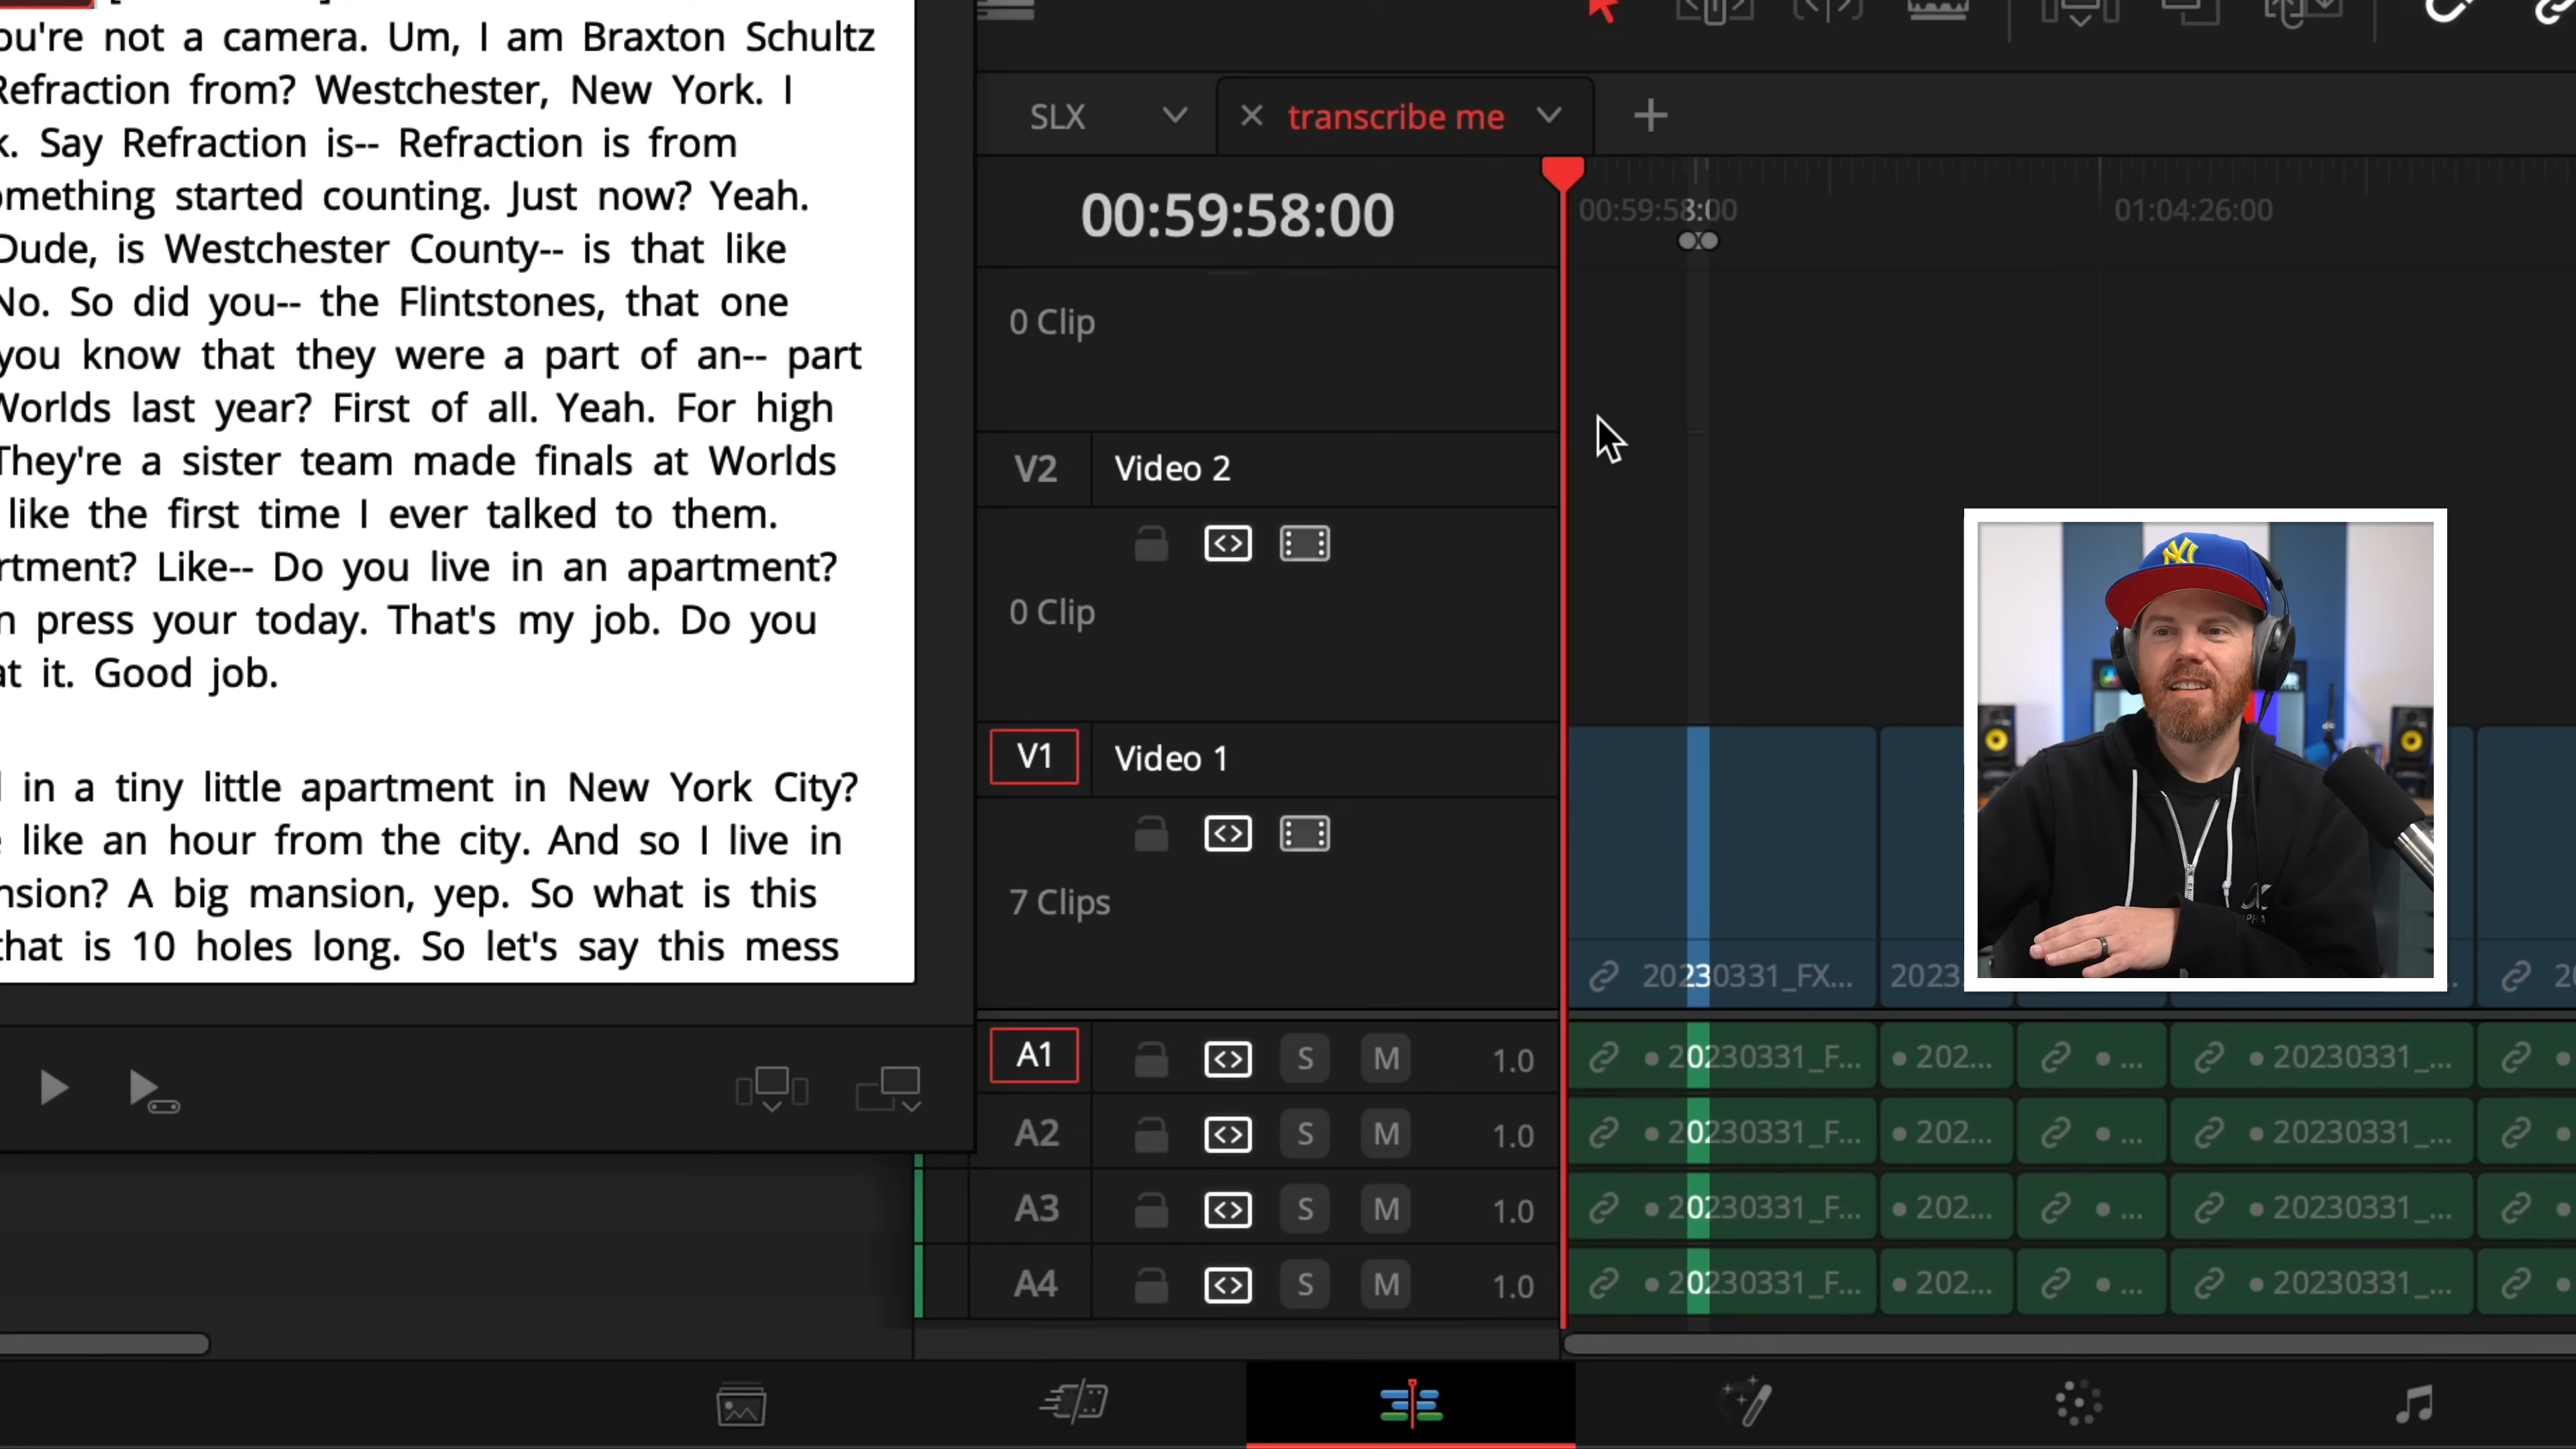 ou're not a camera. Um, I am Braxton Schultz
Refraction from? Westchester, New York. I
k. Say Refraction is-- Refraction is from
omething started counting. Just now? Yeah.
Dude, is Westchester County-- is that like
No. So did you-- the Flintstones, that one
you know that they were a part of an-- part
Worlds last year? First of all. Yeah. For high
They're a sister team made finals at Worlds
like the first time I ever talked to them.
rtment? Like-- Do you live in an apartment?
n press your today. That's my job. Do you
at it. Good job.
in a tiny little apartment in New York City?
like an hour from the city. And so I live in
nsion? A big mansion, yep. So what is this
that is 10 holes long. So let's say this mess
SLX
transcribe me
00:59:58:00
00:59:58:00
01:04:26:00
0 Clip
V2 Video 2
0 Clip
V1 Video 1
7 Clips
20230331_FX...
2023
NY
A1 S M 1.0 20230331_F... 202... ... 20230331_...
A2 S M 1.0 20230331_F... 202... ... 20230331_...
A3 S M 1.0 20230331_F... 202... ... 20230331_...
A4 S M 1.0 20230331_F... 202... ... 20230331_...